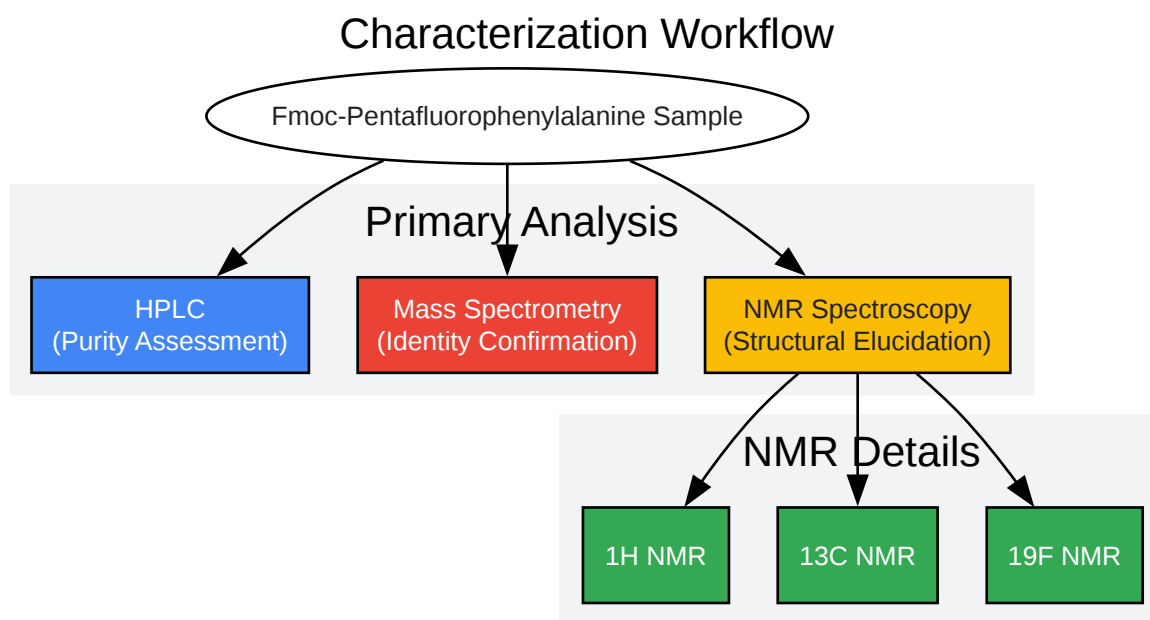 Characterization Workflow
Fmoc-Pentafluorophenylalanine Sample
Primary Analysis
HPLC
(Purity Assessment)
Mass Spectrometry
(Identity Confirmation)
NMR Spectroscopy
(Structural Elucidation)
NMR Details
1H NMR
13C NMR
19F NMR